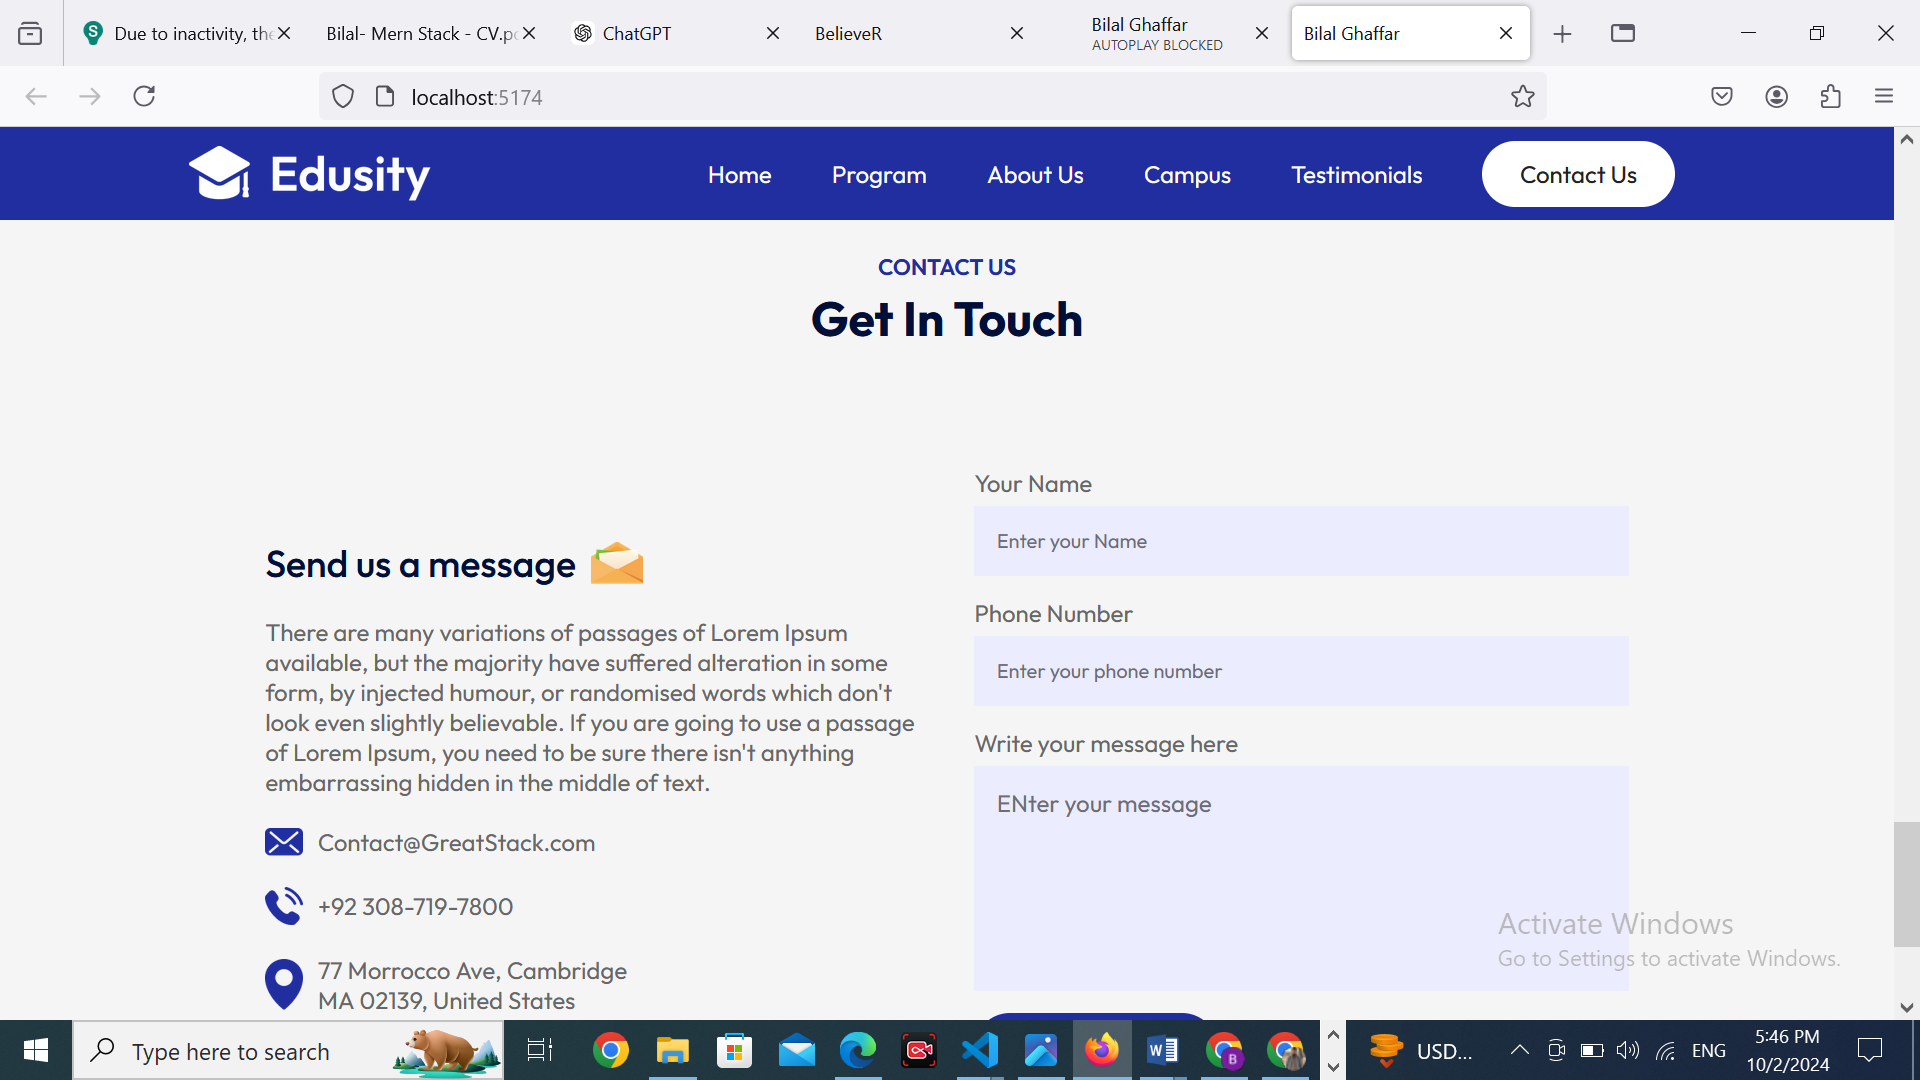 Due to inactivity, the
Bilal- Mern Stack - CV.pd
ChatGPT
BelieveR
Bilal Ghaffar
AUTOPLAY BLOCKED
Bilal Ghaffar
localhost:5174
Edusity
Home
Program
About Us
Campus
Testimonials
Contact Us
CONTACT US
Get In Touch
Send us a message
There are many variations of passages of Lorem Ipsum
available, but the majority have suffered alteration in some
form, by injected humour, or randomised words which don't
look even slightly believable. If you are going to use a passage
of Lorem Ipsum, you need to be sure there isn't anything
embarrassing hidden in the middle of text.
Contact@GreatStack.com
+92 308-719-7800
77 Morrocco Ave, Cambridge
MA 02139, United States
Your Name
Enter your Name
Phone Number
Enter your phone number
Write your message here
ENter your message
Activate Windows
Go to Settings to activate Windows.
Type here to search
USD...
ENG
5:46 PM
10/2/2024